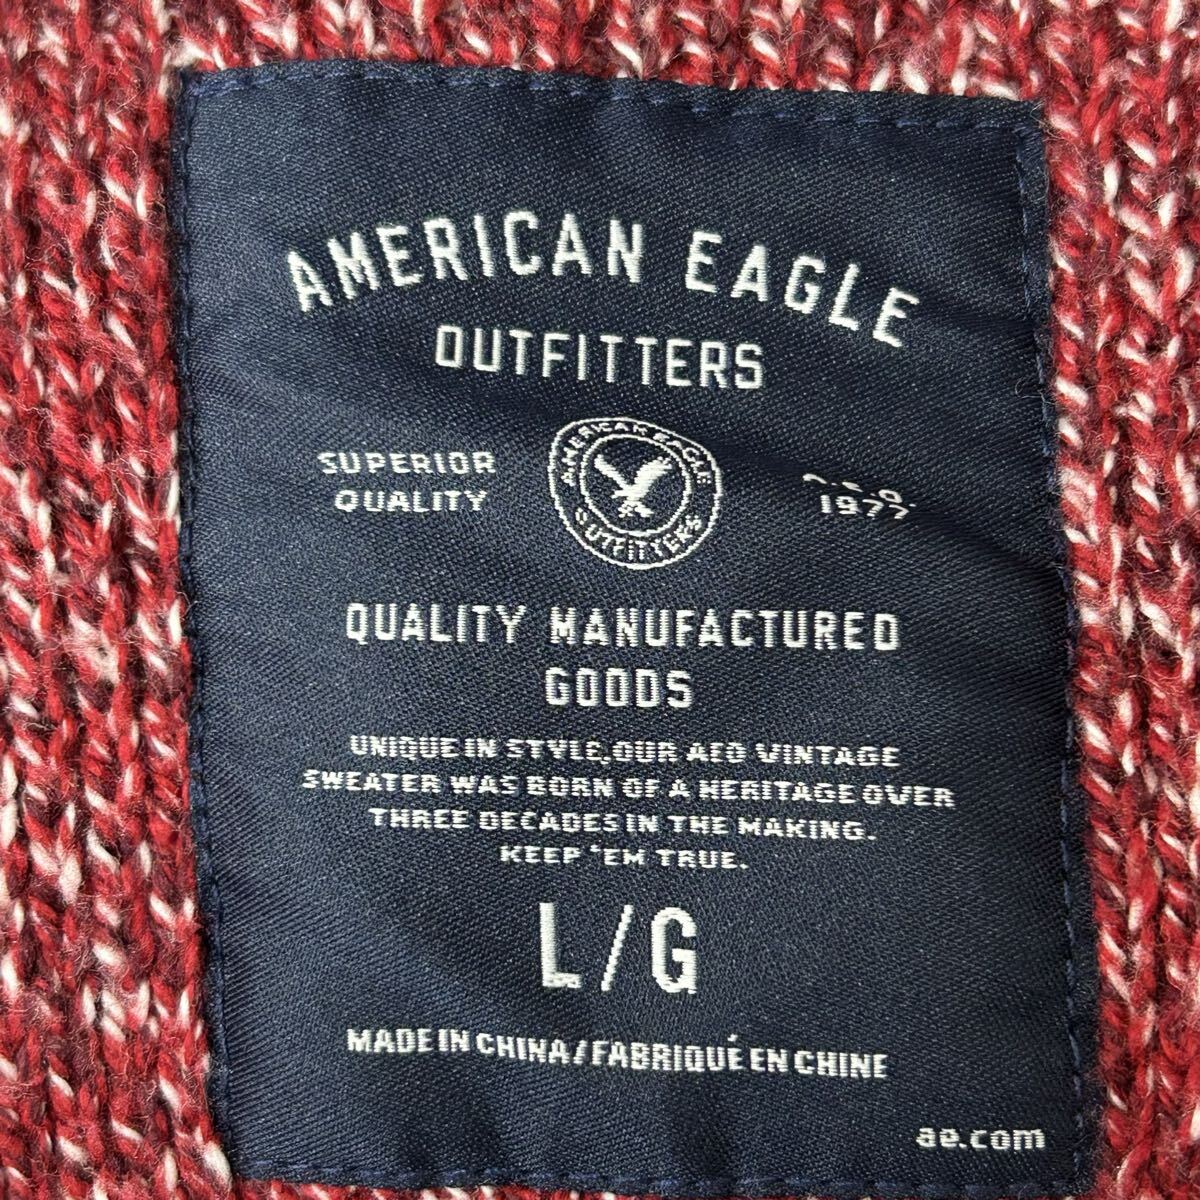 AMERICAN EAGLE
OUTFITTERS
AMERICAN EAGLE
OUTFITTERS
SUPERIOR
QUALITY
1977
QUALITY MANUFACTURED
GOODS
UNIQUE IN STYLE, OUR AEO VINTAGE
SWEATER WAS BORN OF A HERITAGE OVER
THREE DECADES IN THE MAKING.
KEEP 'EM TRUE.
L/G
MADE IN CHINA/FABRIQUÉ EN CHINE
ae.com